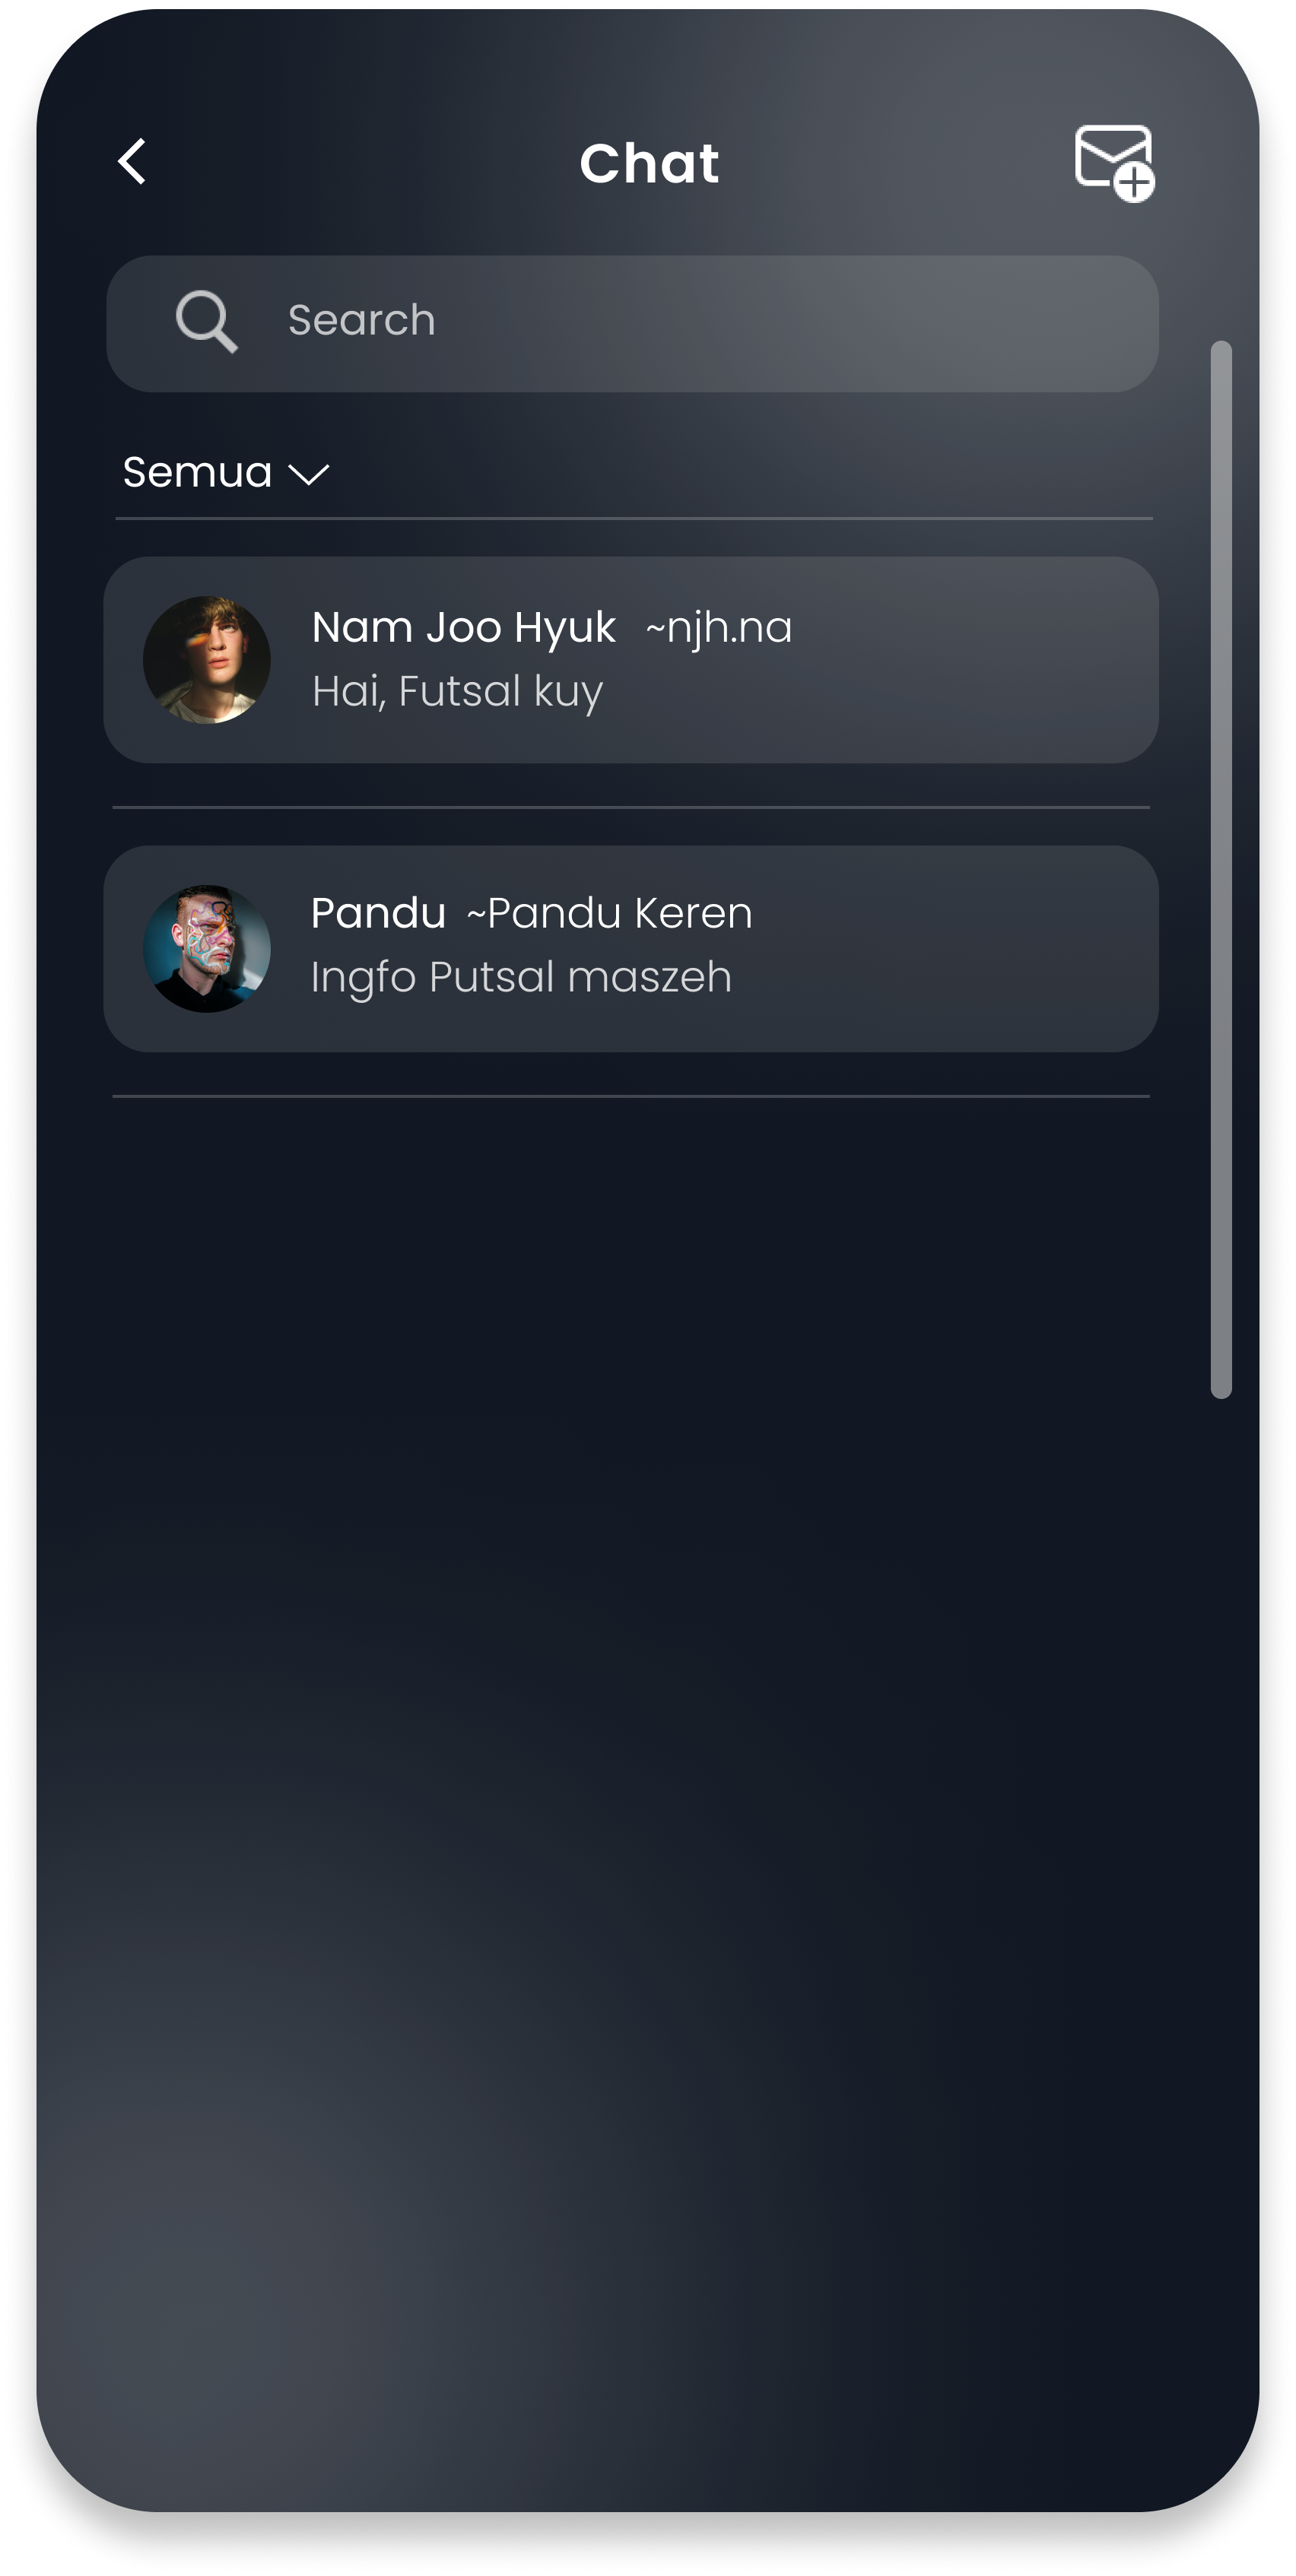 Chat
Search
Semua
Nam Joo Hyuk ~njh.na
Hai, Futsal kuy
Pandu ~Pandu Keren
Ingfo Putsal maszeh